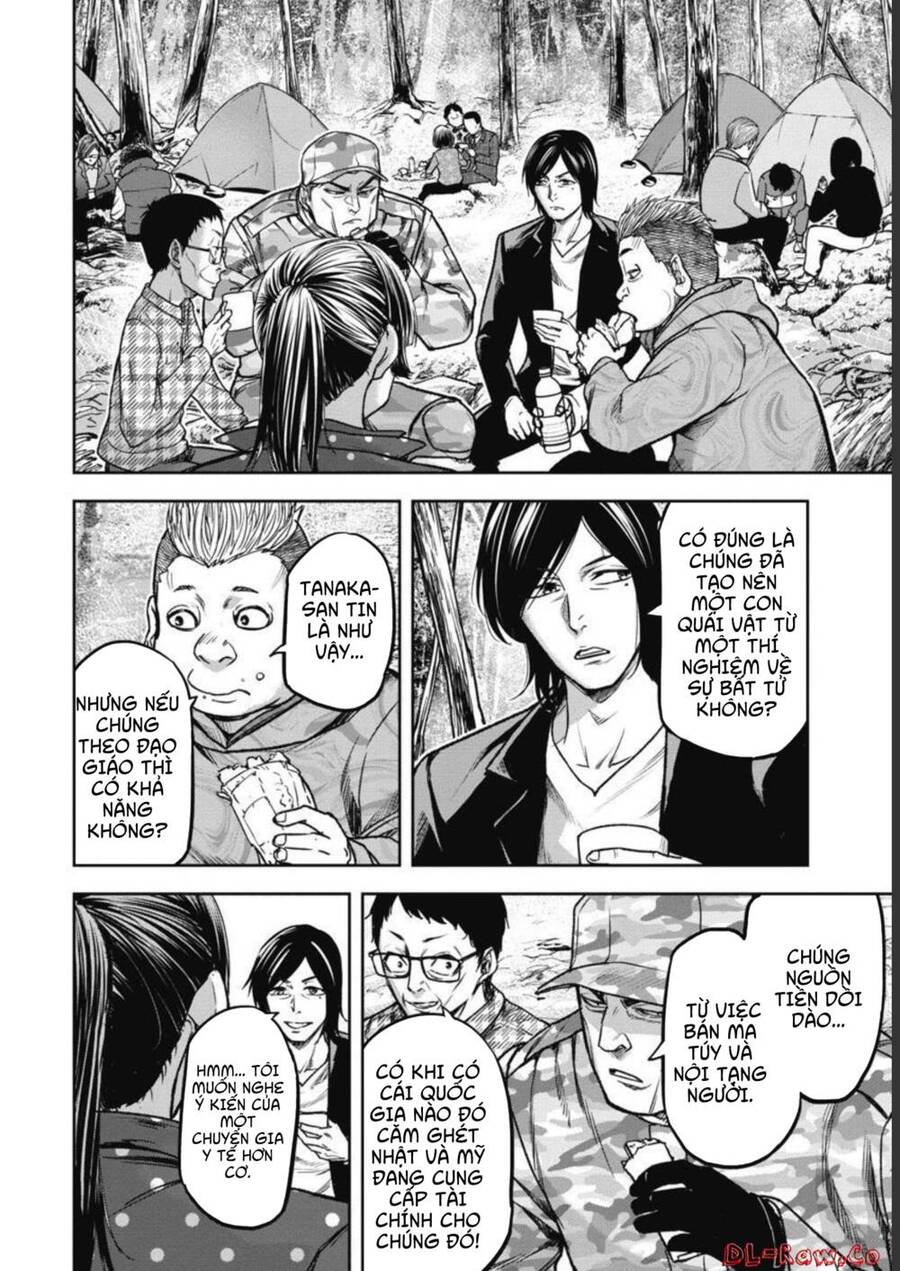 CÓ ĐÚNG LÀ
CHÚNG ĐÃ
TẠO NÊN
MỘT CON
QUÁI VẬT TỪ
MỘT THÍ
NGHIỆM VỀ
SỰ BẤT TỬ
KHÔNG?
TANAKA-
SAN TIN
LÀ NHƯ
VẬY...
NHƯNG NẾU
CHÚNG
THEO ĐẠO
GIÁO THÌ
CÓ KHẢ
NĂNG
KHÔNG?
CHÚNG
NGUỒN
TIỀN DỒI
DÀO...
TỪ VIỆC
BÁN MA
TÚY VÀ
NỘI TẠNG
NGƯỜI.
CÓ KHI CÓ
CÁI QUỐC
GIA NÀO ĐÓ
CĂM GHÉT
NHẬT VÀ MỸ
ĐANG CUNG
CẤP TÀI
CHÍNH CHO
CHÚNG ĐÓ!
HMM... TÔI
MUỐN NGHE
Ý KIẾN CỦA
MỘT
CHUYÊN GIA
Y TẾ HƠN
CƠ.
DL-Raw.Co